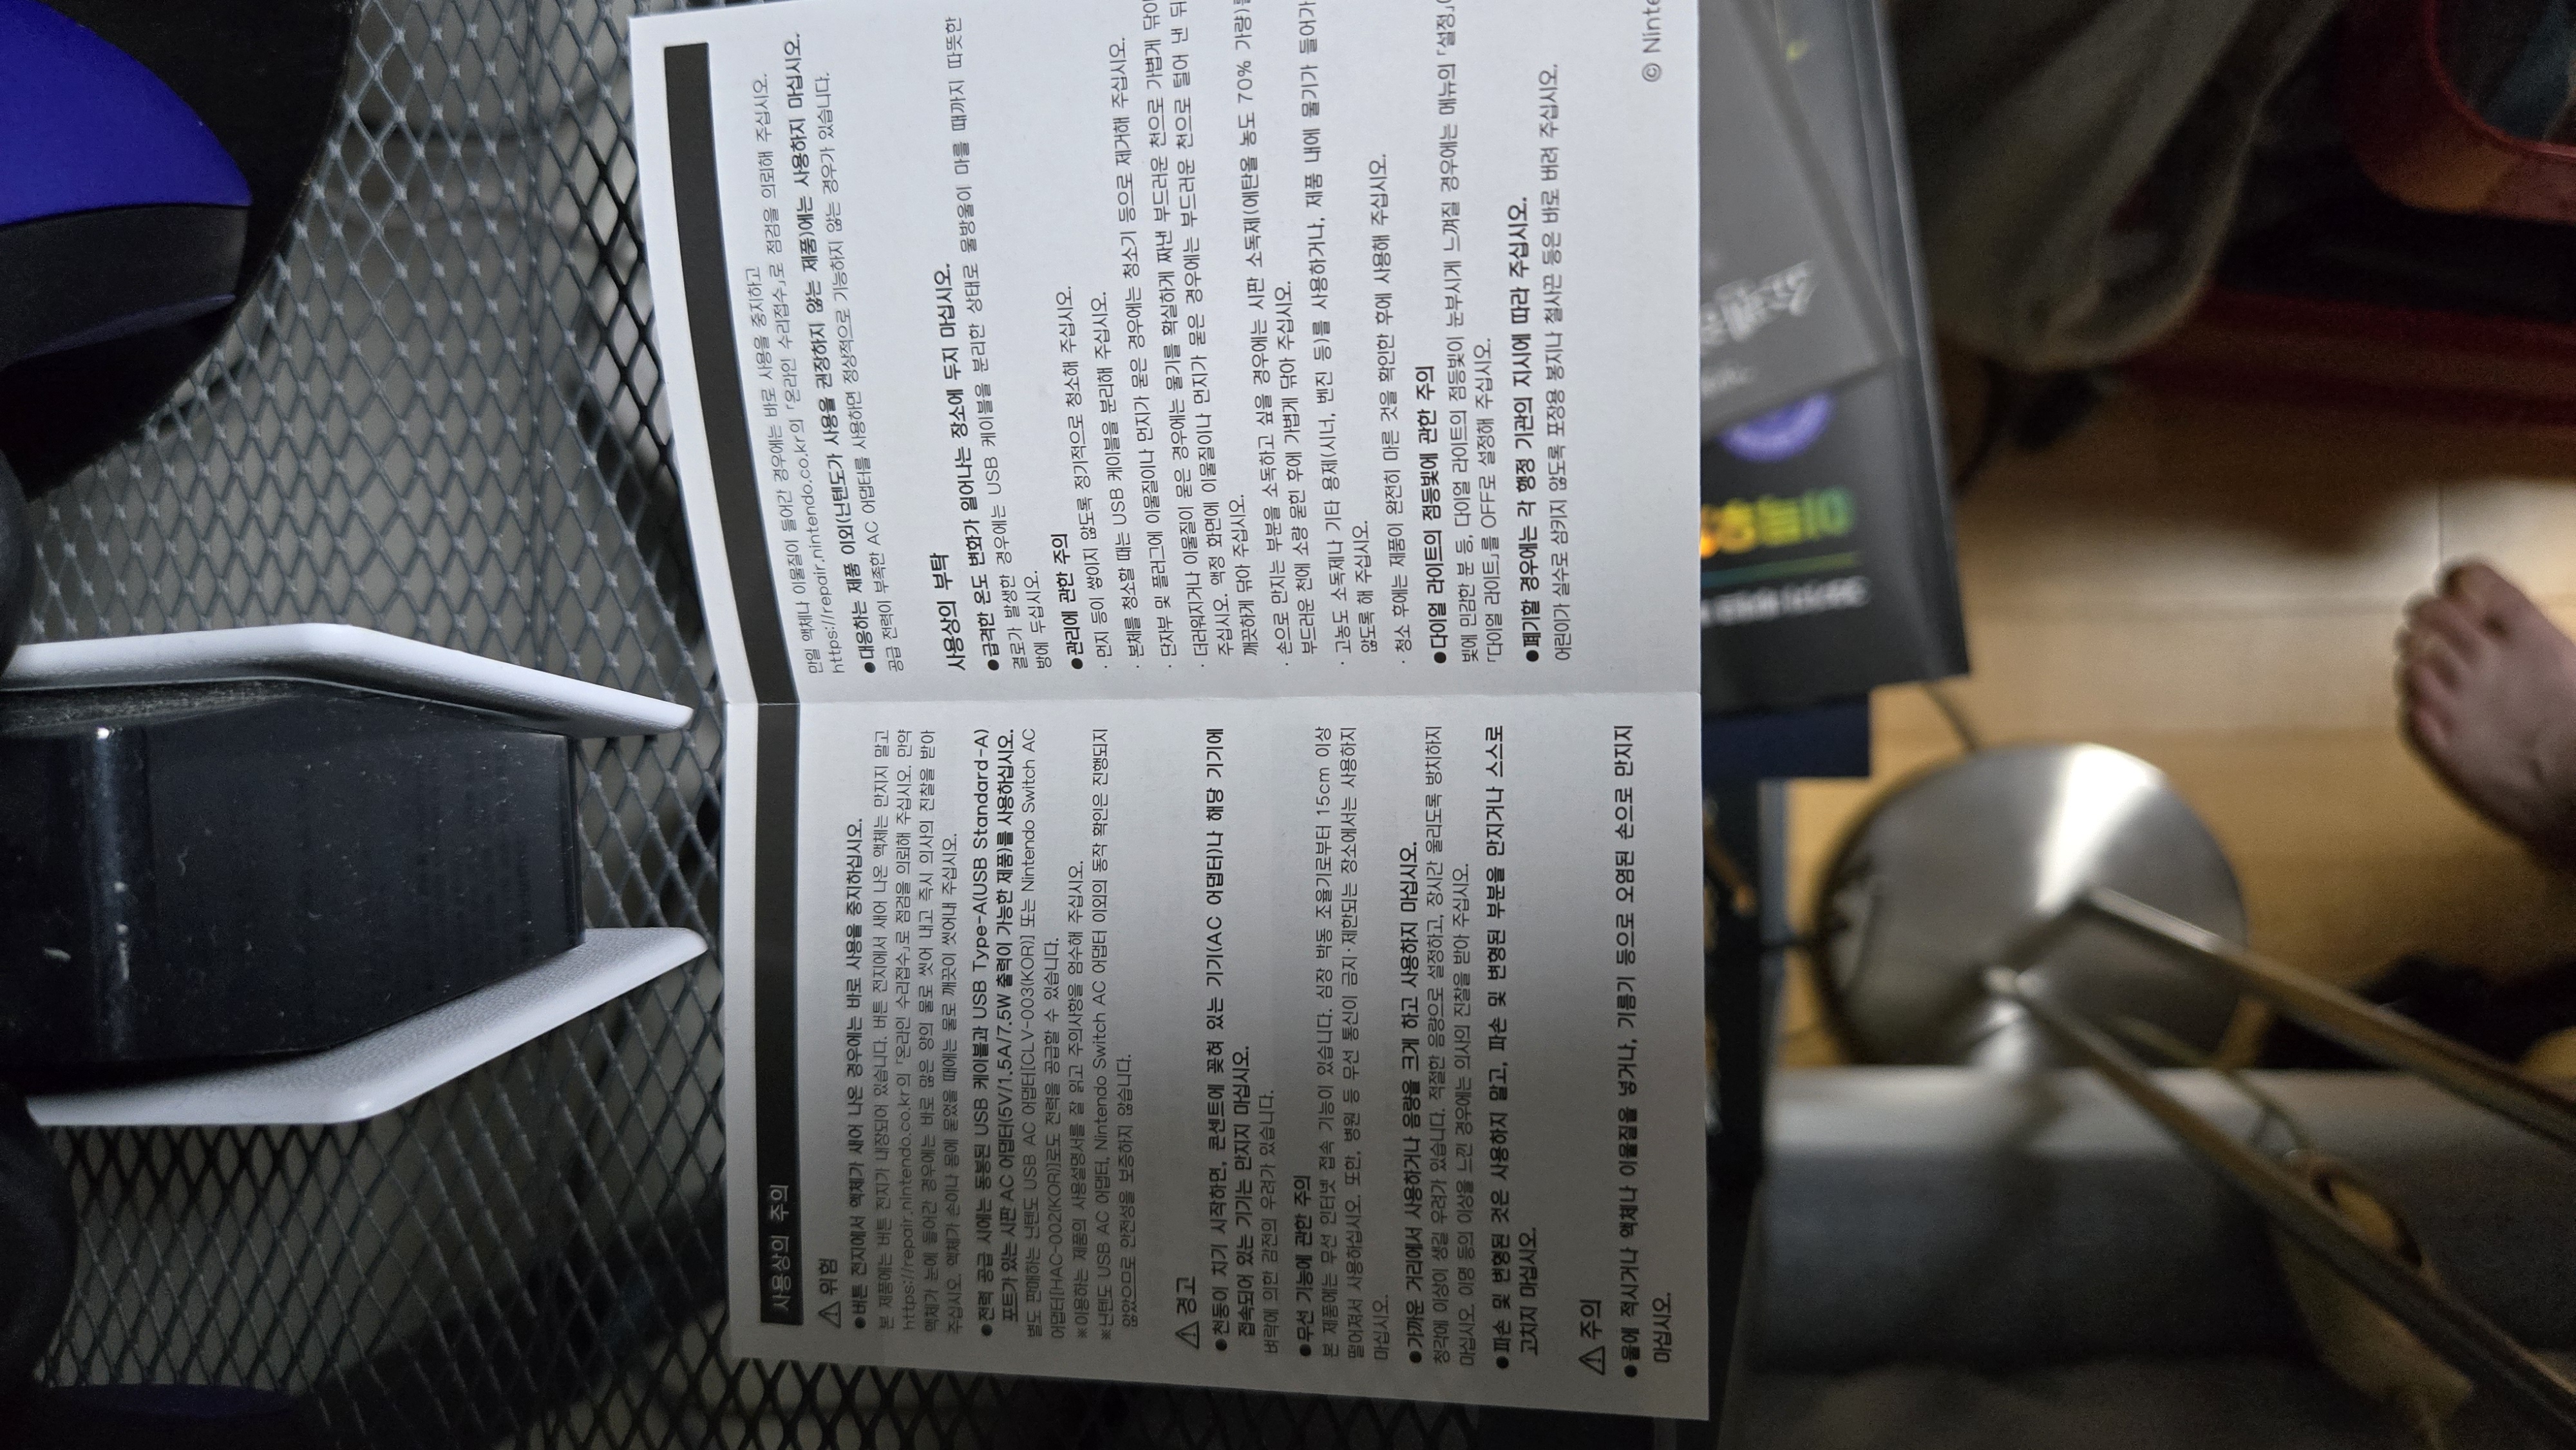 사용상의 주의
⚠ 위험
●버튼 전지에서 액체가 새어 나온 경우에는 바로 사용을 중지하십시오.
본 제품에는 버튼 전지가 내장되어 있습니다. 버튼 전지에서 새어 나온 액체는 만지지 말고
https://repair.nintendo.co.kr의 「온라인 수리접수」로 점검을 의뢰해 주십시오. 만약
액체가 눈에 들어간 경우에는 바로 많은 양의 물로 씻어 내고 즉시 의사의 진찰을 받아
주십시오. 액체가 손이나 몸에 묻었을 때에는 물로 깨끗이 씻어내 주십시오.
●전력 공급 시에는 동봉된 USB 케이블과 USB Type-A(USB Standard-A)
포트가 있는 시판 AC 어댑터(5V/1.5A/7.5W 출력이 가능한 제품)를 사용하십시오.
별도 판매하는 닌텐도 USB AC 어댑터[CLV-003(KOR)] 또는 Nintendo Switch AC
어댑터[HAC-002(KOR)]로도 전력을 공급할 수 있습니다.
※이용하는 제품의 사용설명서를 잘 읽고 주의사항을 엄수해 주십시오.
※닌텐도 USB AC 어댑터, Nintendo Switch AC 어댑터 이외의 동작 확인은 진행되지
않았으므로 안전성을 보증하지 않습니다.
⚠ 경고
●천둥이 치기 시작하면, 콘센트에 꽂혀 있는 기기(AC 어댑터)나 해당 기기에
접속되어 있는 기기는 만지지 마십시오.
벼락에 의한 감전의 우려가 있습니다.
●무선 기능에 관한 주의
본 제품에는 무선 인터넷 접속 기능이 있습니다. 심장 박동 조율기로부터 15cm 이상
떨어져서 사용하십시오. 또한, 병원 등 무선 통신이 금지·제한되는 장소에서는 사용하지
마십시오.
●가까운 거리에서 사용하거나 음량을 크게 하고 사용하지 마십시오.
청각에 이상이 생길 우려가 있습니다. 적절한 음량으로 설정하고, 장시간 울리도록 방치하지
마십시오. 이명 등의 이상을 느낀 경우에는 의사의 진찰을 받아 주십시오.
●파손 및 변형된 것은 사용하지 말고, 파손 및 변형된 부분을 만지거나 스스로
고치지 마십시오.
⚠ 주의
●물에 적시거나 액체나 이물질을 넣거나, 기름기 등으로 오염된 손으로 만지지
마십시오.
만일 액체나 이물질이 들어간 경우에는 바로 사용을 중지하고
https://repair.nintendo.co.kr의 「온라인 수리접수」로 점검을 의뢰해 주십시오.
●대응하는 제품 이외(닌텐도가 사용을 권장하지 않는 제품)에는 사용하지 마십시오.
공급 전력이 부족한 AC 어댑터를 사용하면 정상적으로 기능하지 않는 경우가 있습니다.
사용상의 부탁
●급격한 온도 변화가 일어나는 장소에 두지 마십시오.
결로가 발생한 경우에는 USB 케이블을 분리한 상태로 물방울이 마를 때까지 따뜻한
방에 두십시오.
●관리에 관한 주의
· 먼지 등이 쌓이지 않도록 정기적으로 청소해 주십시오.
· 본체를 청소할 때는 USB 케이블을 분리해 주십시오.
· 단자부 및 플러그에 이물질이나 먼지가 묻은 경우에는 청소기 등으로 제거해 주십시오.
· 더러워지거나 이물질이 묻은 경우에는 물기를 확실하게 짜낸 부드러운 천으로 가볍게 닦아
주십시오. 액정 화면에 이물질이나 먼지가 묻은 경우에는 부드러운 천으로 털어 낸 뒤
깨끗하게 닦아 주십시오.
· 손으로 만지는 부분을 소독하고 싶을 경우에는 시판 소독제(에탄올 농도 70% 가량)를
부드러운 천에 소량 묻힌 후에 가볍게 닦아 주십시오.
· 고농도 소독제나 기타 용제(시너, 벤진 등)를 사용하거나, 제품 내에 물기가 들어가
않도록 해 주십시오.
· 청소 후에는 제품이 완전히 마른 것을 확인한 후에 사용해 주십시오.
●다이얼 라이트의 점등빛에 관한 주의
빛에 민감한 분 등, 다이얼 라이트의 점등빛이 눈부시게 느껴질 경우에는 메뉴의 「설정」
「다이얼 라이트」를 OFF로 설정해 주십시오.
●폐기할 경우에는 각 행정 기관의 지시에 따라 주십시오.
어린이가 실수로 삼키지 않도록 포장용 봉지나 철사끈 등은 바로 버려 주십시오.
© Ninte